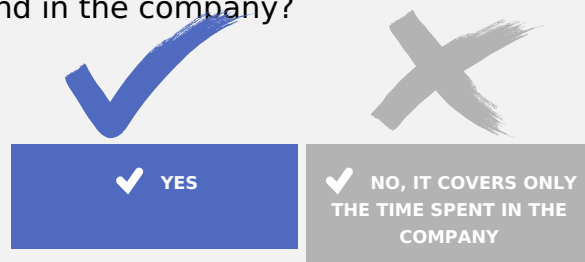 nd in the company?
YES
NO, IT COVERS ONLY
THE TIME SPENT IN THE
COMPANY